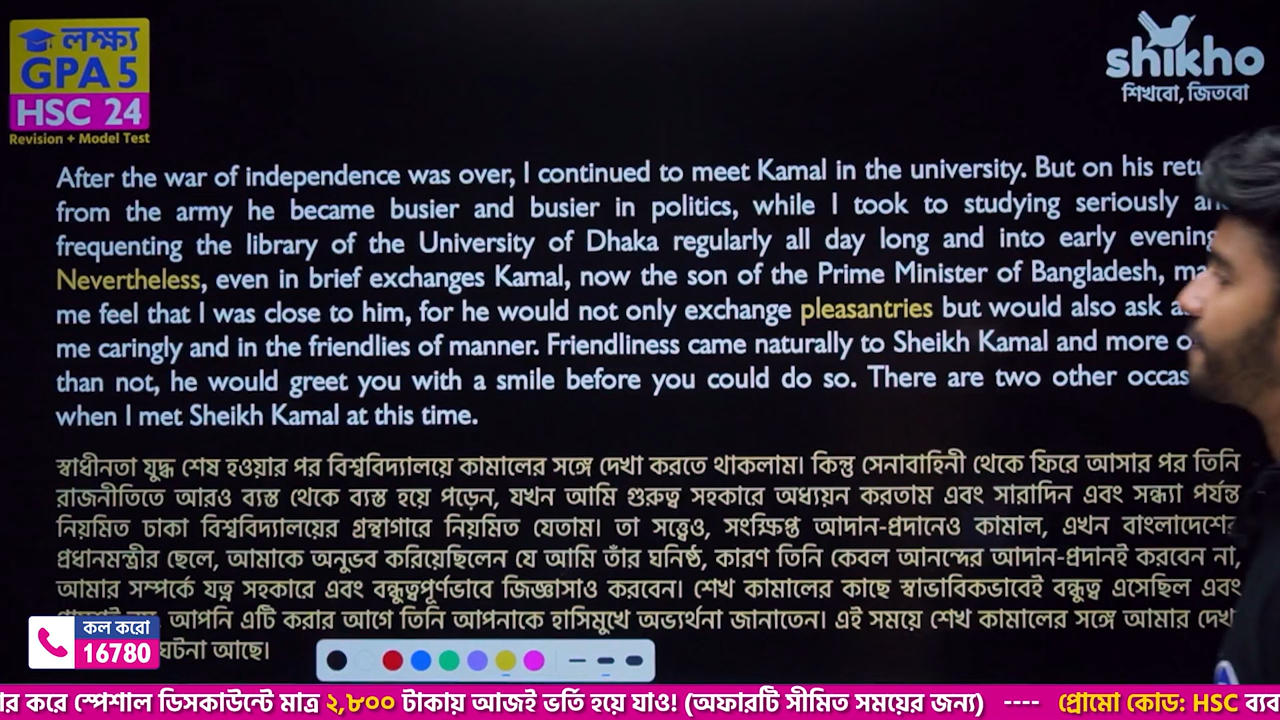 লক্ষ্য
GPA 5
HSC 24
Revision + Model Test
shikho
শিখবো, জিতবো
After the war of independence was over, I continued to meet Kamal in the university. But on his
from the army he became busier and busier in politics, while I took to studying seriously
frequenting the library of the University of Dhaka regularly all day long and into early evening
Nevertheless, even in brief exchanges Kamal, now the son of the Prime Minister of Bangladesh,
me feel that I was close to him, for he would not only exchange pleasantries but would also ask
me caringly and in the friendlies of manner. Friendliness came naturally to Sheikh Kamal and more
than not, he would greet you with a smile before you could do so. There are two other
when I met Sheikh Kamal at this time.
স্বাধীনতা যুদ্ধ শেষ হওয়ার পর বিশ্ববিদ্যালয়ে কামালের সঙ্গে দেখা করতে থাকলাম। কিন্তু সেনাবাহিনী থেকে ফিরে আসার পর তিনি
রাজনীতিতে আরও ব্যস্ত থেকে ব্যস্ত হয়ে পড়েন, যখন আমি গুরুত্ব সহকারে অধ্যয়ন করতাম এবং সারাদিন এবং সন্ধ্যা পর্যন্ত
নিয়মিত ঢাকা বিশ্ববিদ্যালয়ের গ্রন্থাগারে নিয়মিত যেতাম। তা সত্ত্বেও, সংক্ষিপ্ত আদান-প্রদানেও কামাল, এখন বাংলাদেশের
প্রধানমন্ত্রীর ছেলে, আমাকে অনুভব করিয়েছিলেন যে আমি তাঁর ঘনিষ্ঠ, কারণ তিনি কেবল আনন্দের আদান-প্রদানই করবেন না,
আমার সম্পর্কে যত্ন সহকারে এবং বন্ধুত্বপূর্ণভাবে জিজ্ঞাসাও করবেন। শেখ কামালের কাছে স্বাভাবিকভাবেই বন্ধুত্ব এসেছিল এবং
আপনি এটি করার আগে তিনি আপনাকে হাসিমুখে অভ্যর্থনা জানাতেন। এই সময়ে শেখ কামালের সঙ্গে আমার দেখা
ঘটনা আছে।
কল করো
16780
করে স্পেশাল ডিসকাউন্টে মাত্র ২,৮০০ টাকায় আজই ভর্তি হয়ে যাও! (অফারটি সীমিত সময়ের জন্য) ---- প্রোমো কোড: HSC